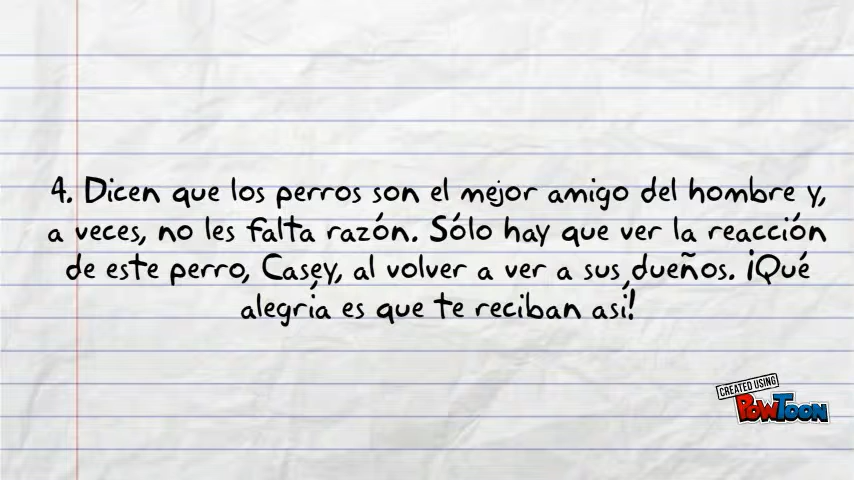 4. Dicen que los perros son el mejor amigo del hombre y,
a veces, no les falta razón. Sólo hay que ver la reacción
de este perro, Casey, al volver a ver a sus dueños. ¡Qué
alegría es que te reciban así!
CREATED USING
POWTOON